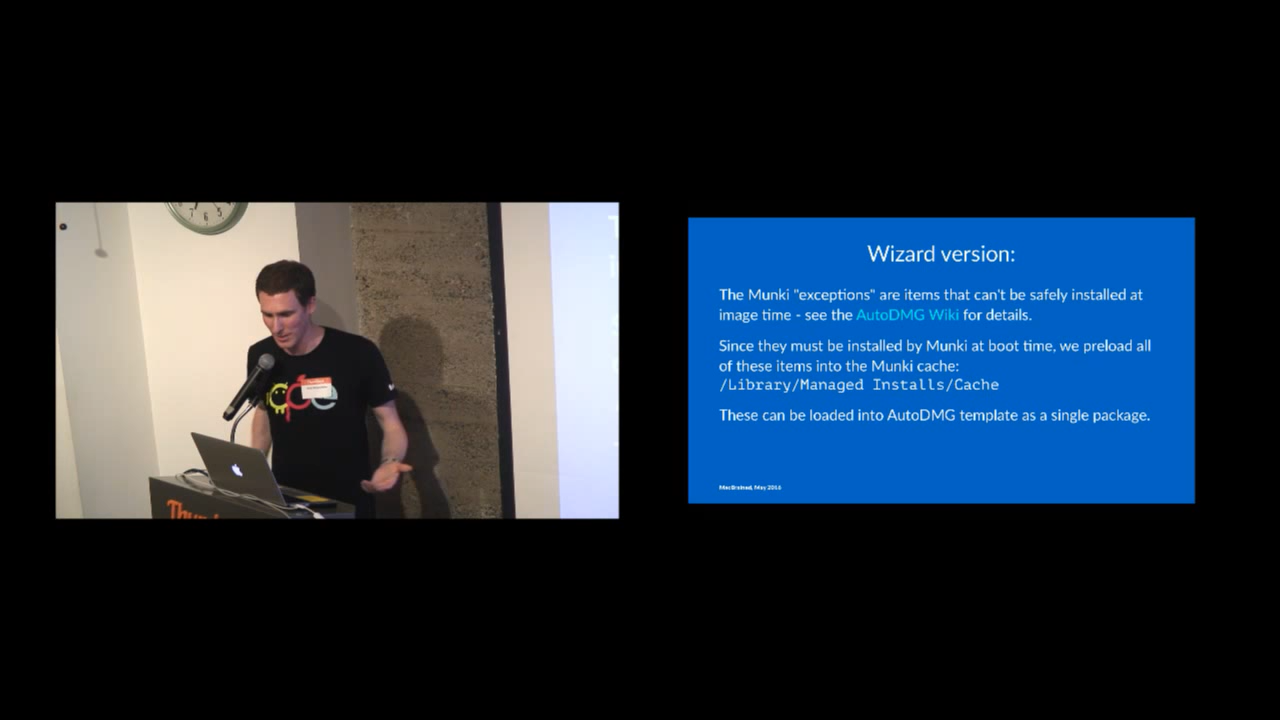 7 6 5
Wizard version:
The Munki "exceptions" are items that can't be safely installed at
image time - see the AutoDMG Wiki for details.
Since they must be installed by Munki at boot time, we preload all
of these items into the Munki cache:
/Library/Managed Installs/Cache
These can be loaded into AutoDMG template as a single package.
MacBrained, May 2016